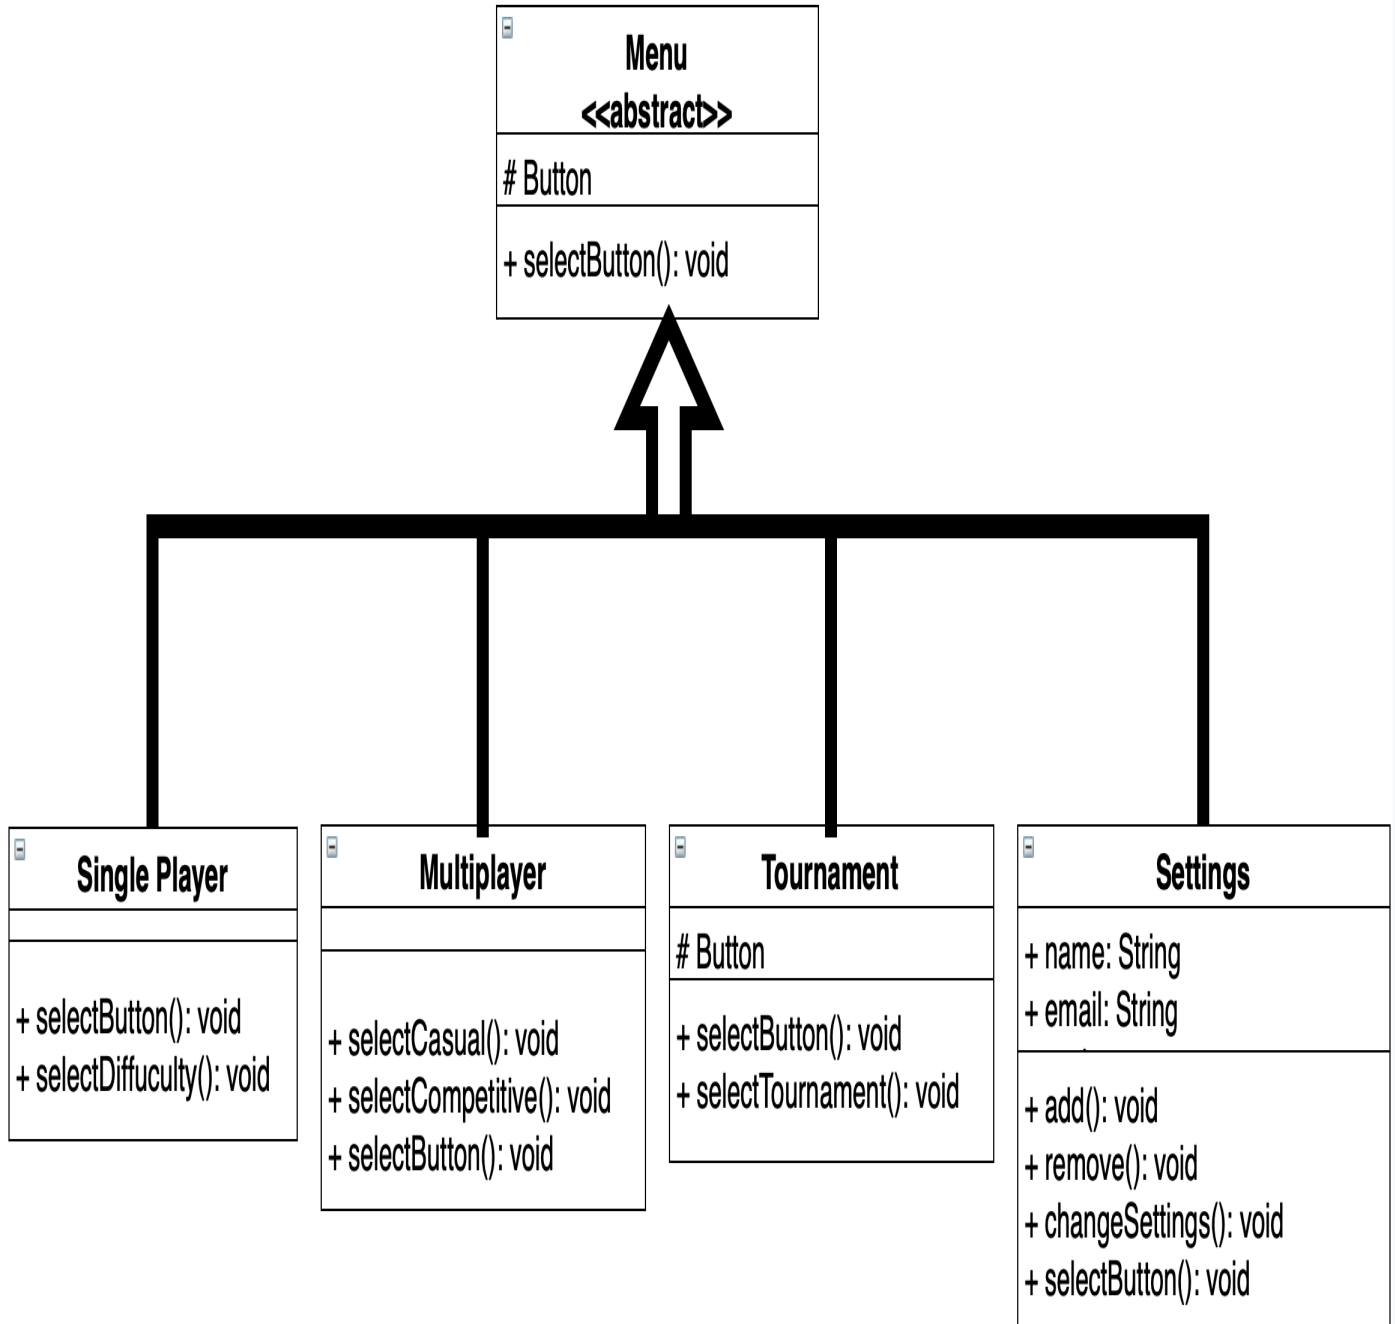 Menu
<<abstract>>
# Button
+ selectButton(): void
Single Player
+ selectButton(): void
+ selectDiffuculty(): void
Multiplayer
+ selectCasual(): void
+ selectCompetitive(): void
+ selectButton(): void
Tournament
# Button
+ selectButton(): void
+ selectTournament(): void
Settings
+ name: String
+ email: String
+ add(): void
+ remove(): void
+ changeSettings(): void
+ selectButton(): void